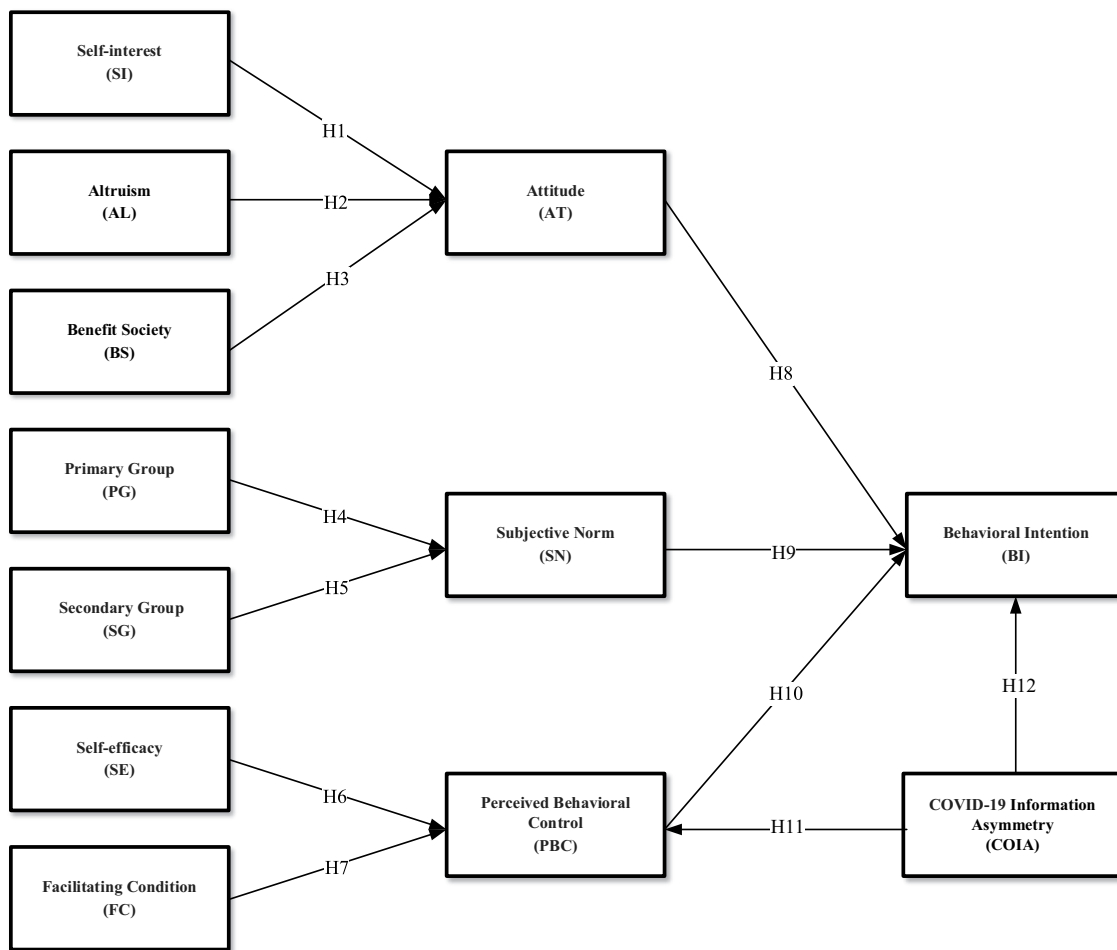 Self-interest
(SI)
H1
Altruism
(AL)
H2
Attitude
(AT)
H3
Benefit Society
(BS)
H8
Primary Group
(PG)
H4
Subjective Norm
(SN)
H9
Behavioral Intention
(BI)
H5
Secondary Group
(SG)
H10
H12
Self-efficacy
(SE)
H6
Perceived Behavioral
Control
(PBC)
H11
COVID-19 Information
Asymmetry
(COIA)
H7
Facilitating Condition
(FC)